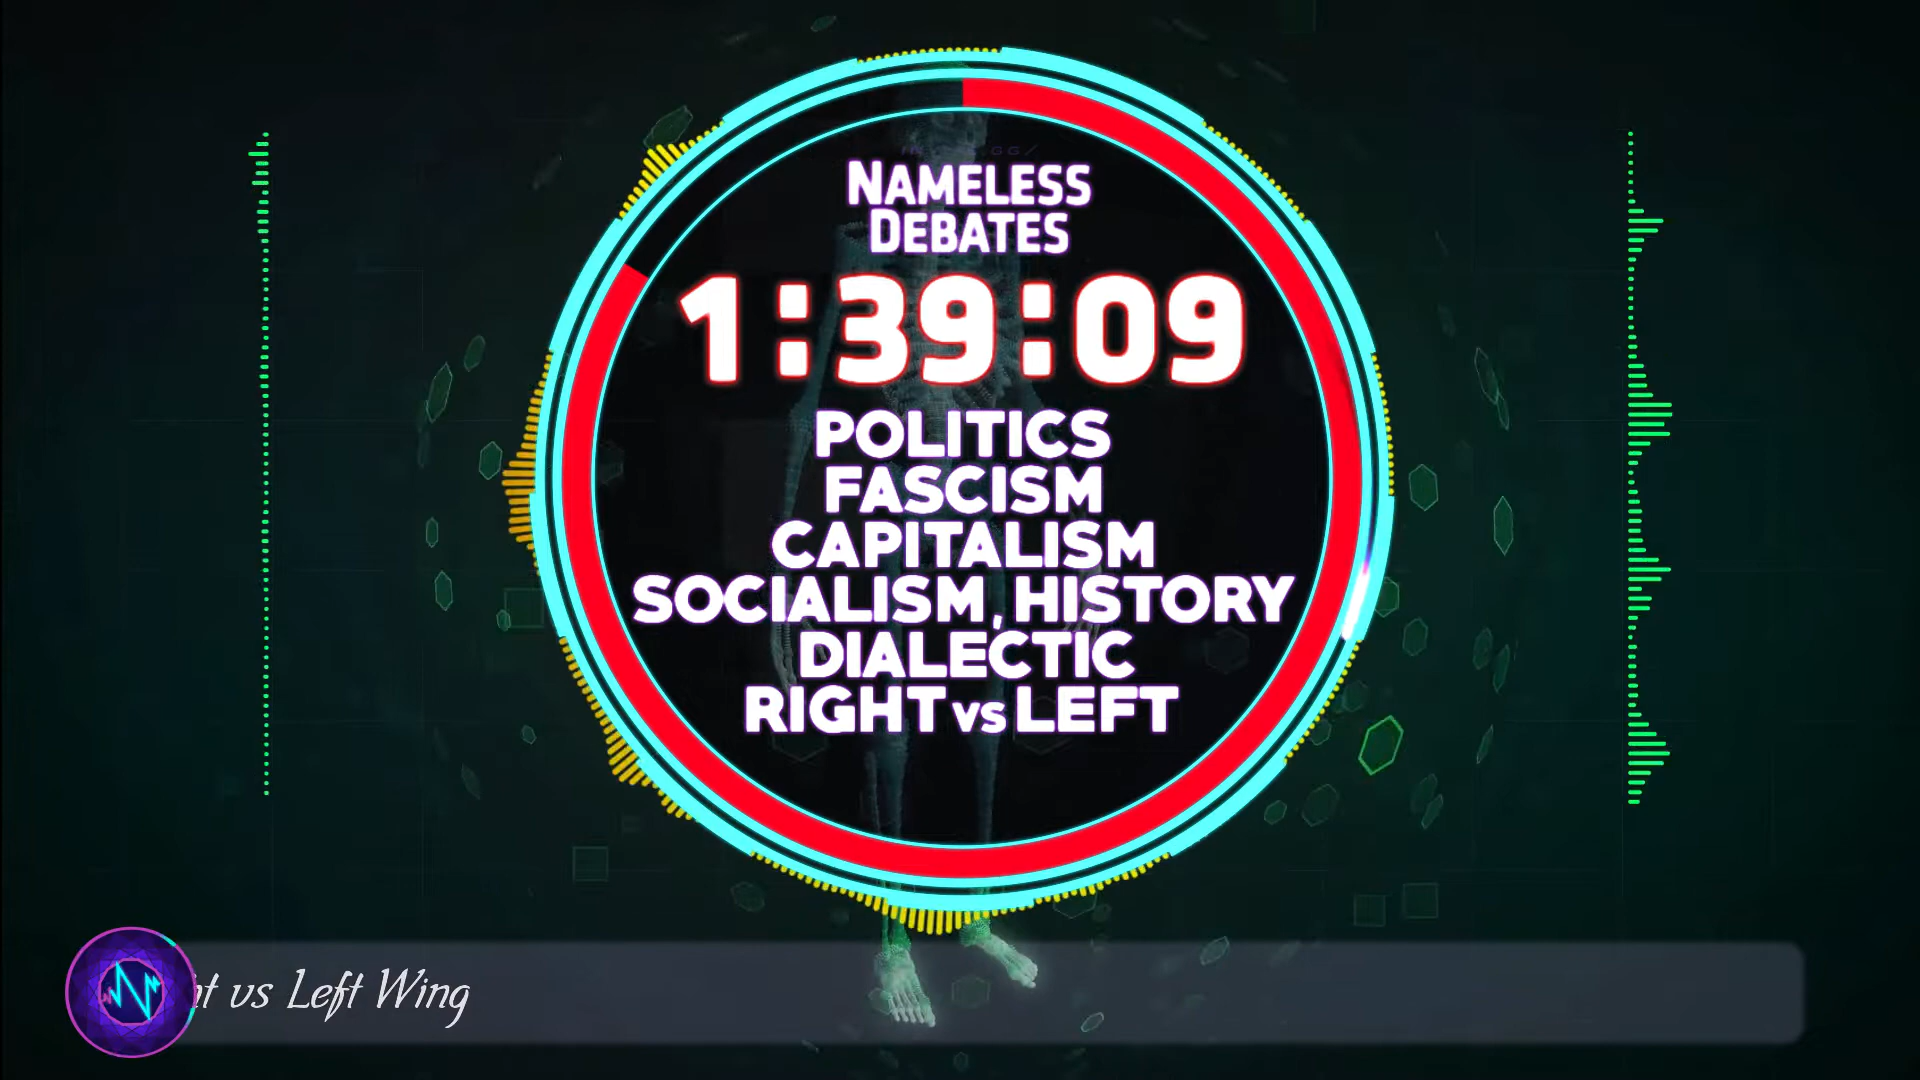 NAMELESS
DEBATES
1:39:09
POLITICS
FASCISM
CAPITALISM
SOCIALISM, HISTORY
DIALECTIC
RIGHT vs LEFT
vs Left Wing